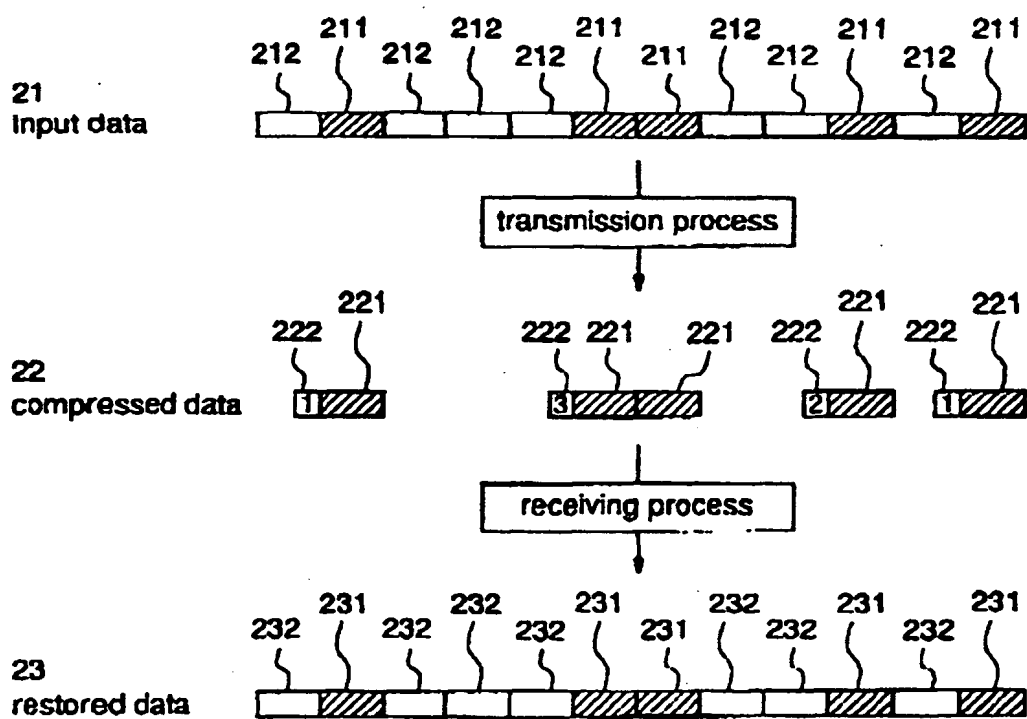 212 211 212 212 212 211 211 212 212 211 212 211
21
input data
transmission process
222 221 222 221 221 222 221 222 221
22
compressed data
1 3 2 1
receiving process
232 231 232 232 232 231 231 232 232 231 232 231
23
restored data